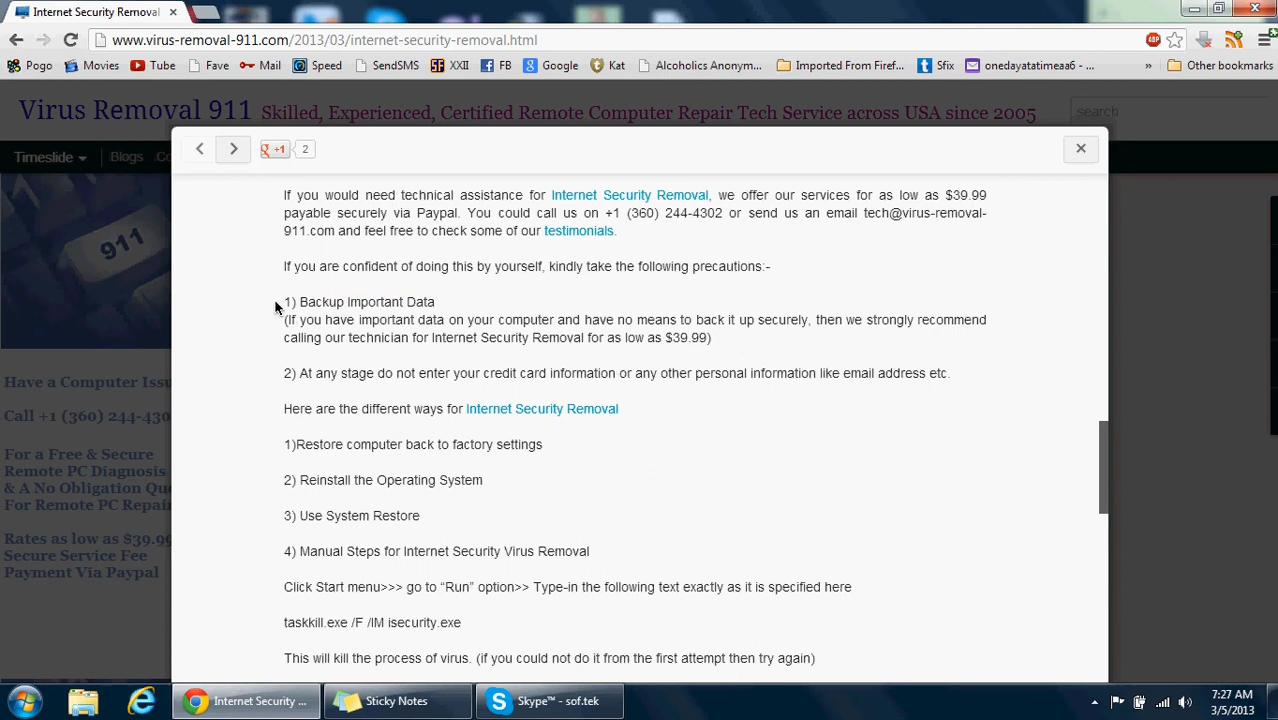 Internet Security Removal
www.virus-removal-911.com/2013/03/internet-security-removal.html
ABP
Pogo Movies Tube Fave Mail Speed SendSMS SF XXII FB Google Kat Alcoholics Anonym... Imported From Firef... Sfix onedayatatimeaa6 - ... » Other bookmarks
Virus Removal 911 Skilled, Experienced, Certified Remote Computer Repair Tech Service across USA since 2005
search
Timeslide Blogs
+1 2
911
If you would need technical assistance for Internet Security Removal, we offer our services for as low as $39.99
payable securely via Paypal. You could call us on +1 (360) 244-4302 or send us an email tech@virus-removal-
911.com and feel free to check some of our testimonials.
If you are confident of doing this by yourself, kindly take the following precautions:-
1) Backup Important Data
(If you have important data on your computer and have no means to back it up securely, then we strongly recommend
calling our technician for Internet Security Removal for as low as $39.99)
2) At any stage do not enter your credit card information or any other personal information like email address etc.
Here are the different ways for Internet Security Removal
1)Restore computer back to factory settings
2) Reinstall the Operating System
3) Use System Restore
4) Manual Steps for Internet Security Virus Removal
Click Start menu>>> go to “Run” option>> Type-in the following text exactly as it is specified here
taskkill.exe /F /IM isecurity.exe
This will kill the process of virus. (if you could not do it from the first attempt then try again)
Have a Computer Issu
Call +1 (360) 244-430
For a Free & Secure
Remote PC Diagnosis
& A No Obligation Quo
For Remote PC Repair
Rates as low as $39.99
Secure Service Fee
Payment Via Paypal
Internet Security ... Sticky Notes Skype™ - sof.tek
7:27 AM
3/5/2013